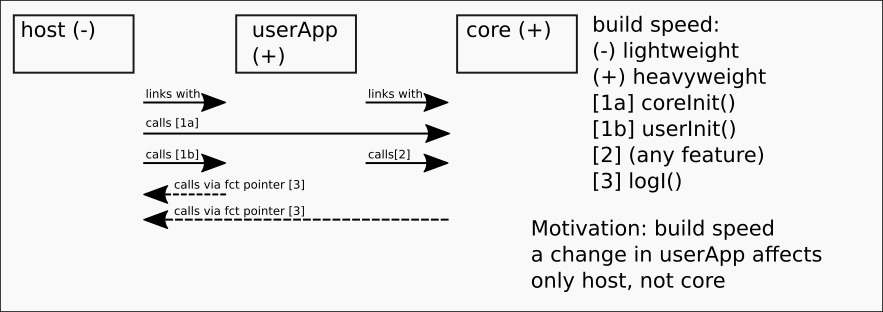 host (-)
userApp
(+)
core (+)
build speed:
(-) lightweight
(+) heavyweight
[1a] coreInit()
[1b] userInit()
[2] (any feature)
[3] logI()
links with
links with
calls [1a]
calls [1b]
calls[2]
calls via fct pointer [3]
calls via fct pointer [3]
Motivation: build speed
a change in userApp affects
only host, not core